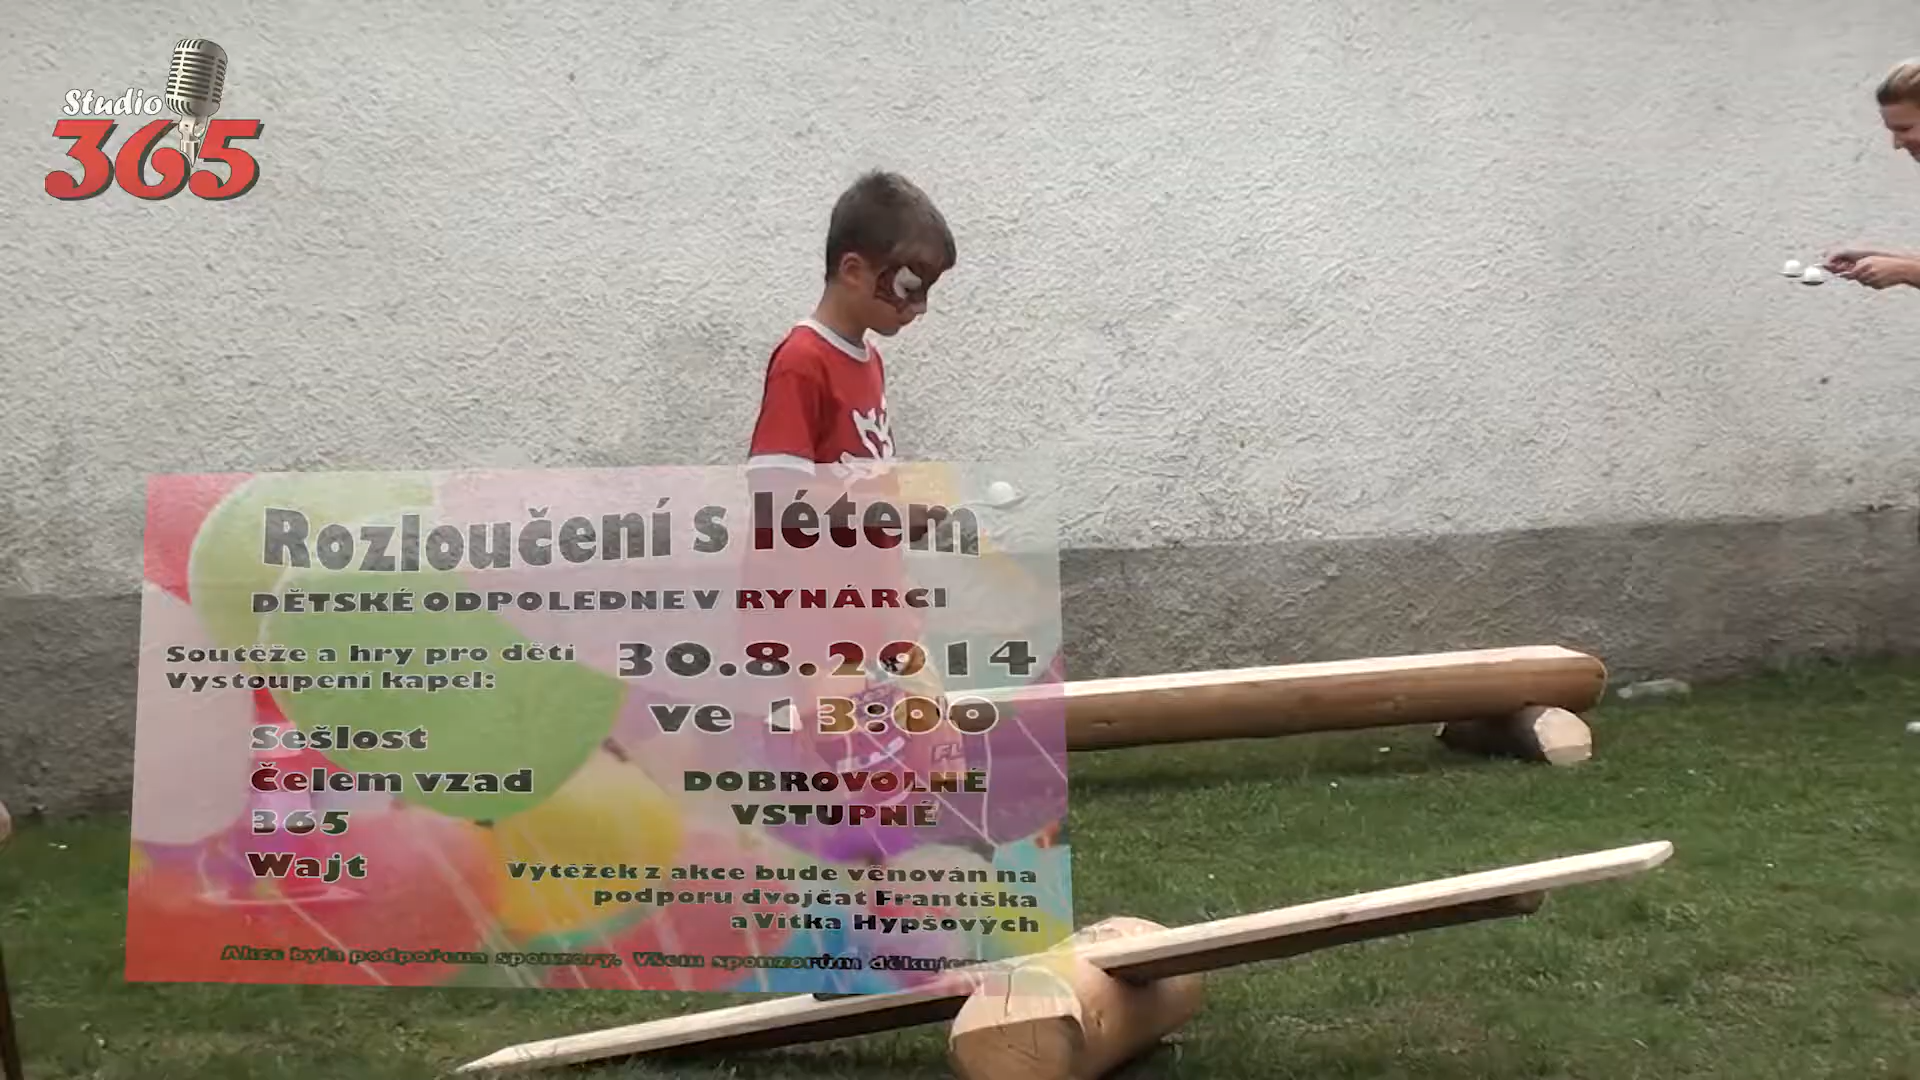 Studio
365
Rozloučení s létem
DĚTSKÉ ODPOLEDNE V RYNÁRCI
Soutěže a hry pro děti
Vystoupení kapel:
30.8.2014
ve 13:00
Sešlost
Čelem vzad
365
Wajt
DOBROVOLNÉ
VSTUPNÉ
Výtěžek z akce bude věnován na
podporu dvojčat Františka
a Vítka Hypšových
Akce byla podpořena sponzory. Všem sponzorům děkujeme